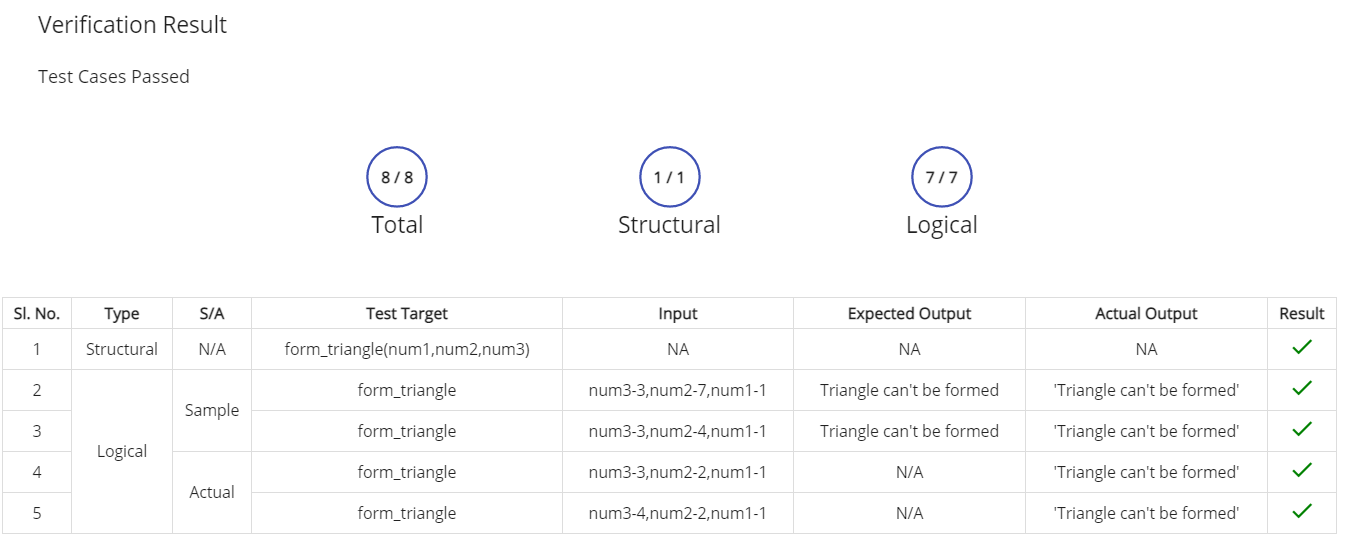 Verification Result
Test Cases Passed
8 / 8 1 / 1 7 / 7
Total Structural Logical
Sl. No. Type S/A Test Target Input Expected Output Actual Output Result
1 Structural N/A form_triangle(num1,num2,num3) NA NA NA
2 form_triangle num3-3,num2-7,num1-1 Triangle can't be formed 'Triangle can't be formed'
Sample
3 form_triangle num3-3,num2-4,num1-1 Triangle can't be formed 'Triangle can't be formed'
Logical
4 form_triangle num3-3,num2-2,num1-1 N/A 'Triangle can't be formed'
Actual
5 form_triangle num3-4,num2-2,num1-1 N/A 'Triangle can't be formed'